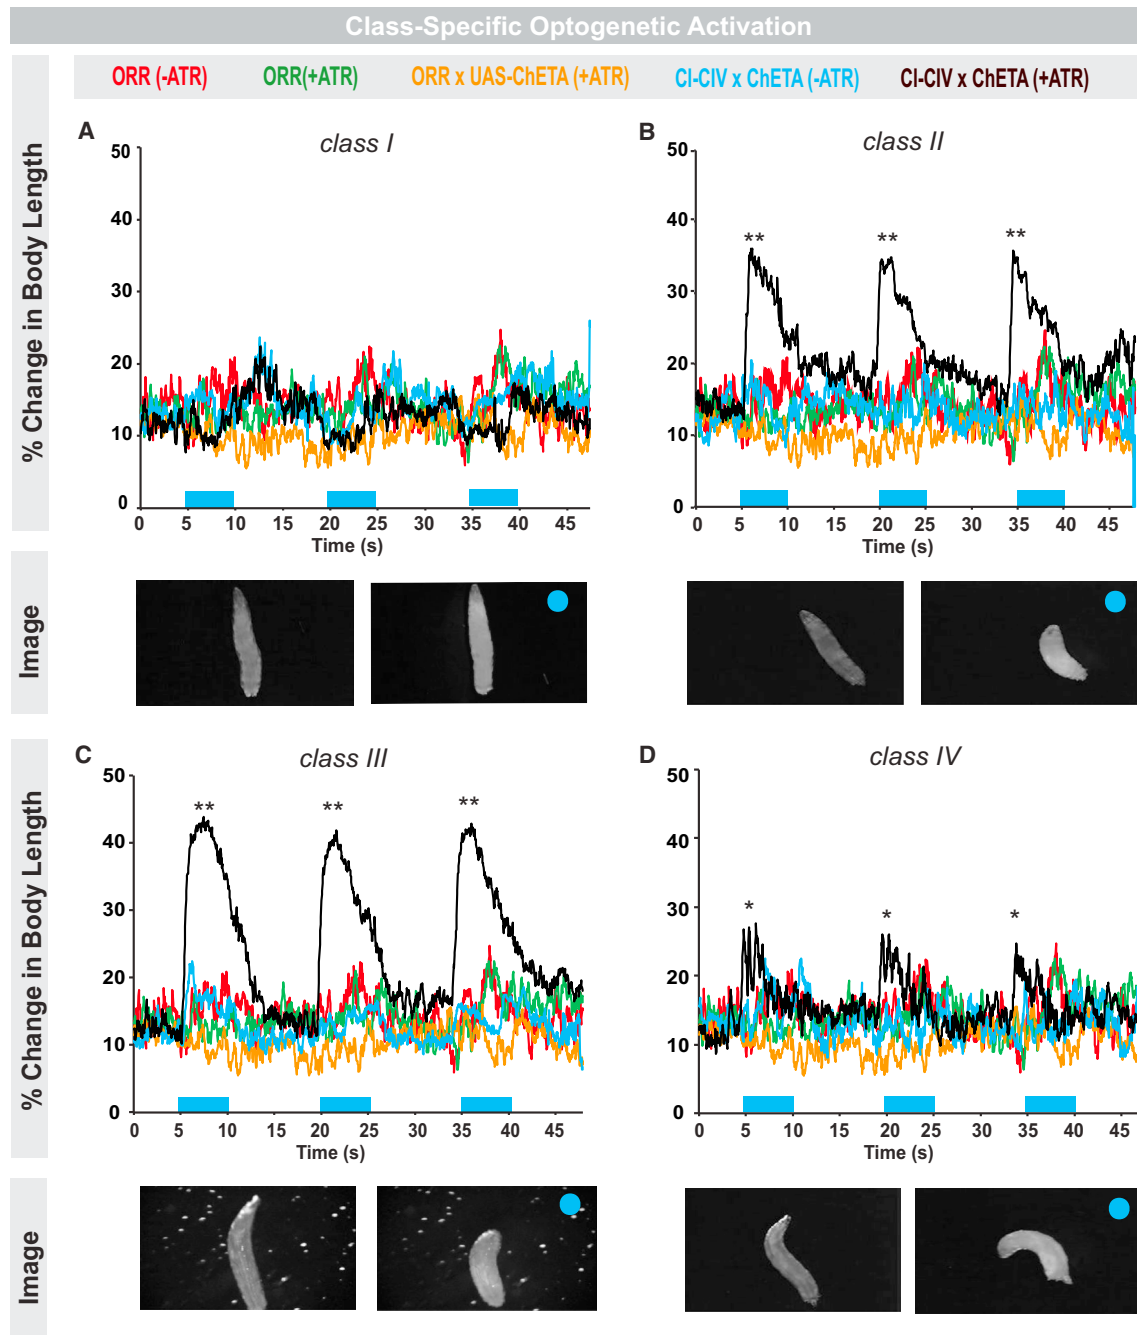 Class-Specific Optogenetic Activation
ORR (-ATR) ORR(+ATR) ORR x UAS-ChETA (+ATR) CI-CIV x ChETA (-ATR) CI-CIV x ChETA (+ATR)
% Change in Body Length
A
class I
50
40
30
20
10
0
0 5 10 15 20 25 30 35 40 45
Time (s)
B
class II
50
40
30
20
10
0
** ** **
0 5 10 15 20 25 30 35 40 45
Time (s)
Image
% Change in Body Length
C
class III
50
40
30
20
10
0
** ** **
0 5 10 15 20 25 30 35 40 45
Time (s)
D
class IV
50
40
30
20
10
0
* * *
0 5 10 15 20 25 30 35 40 45
Time (s)
Image